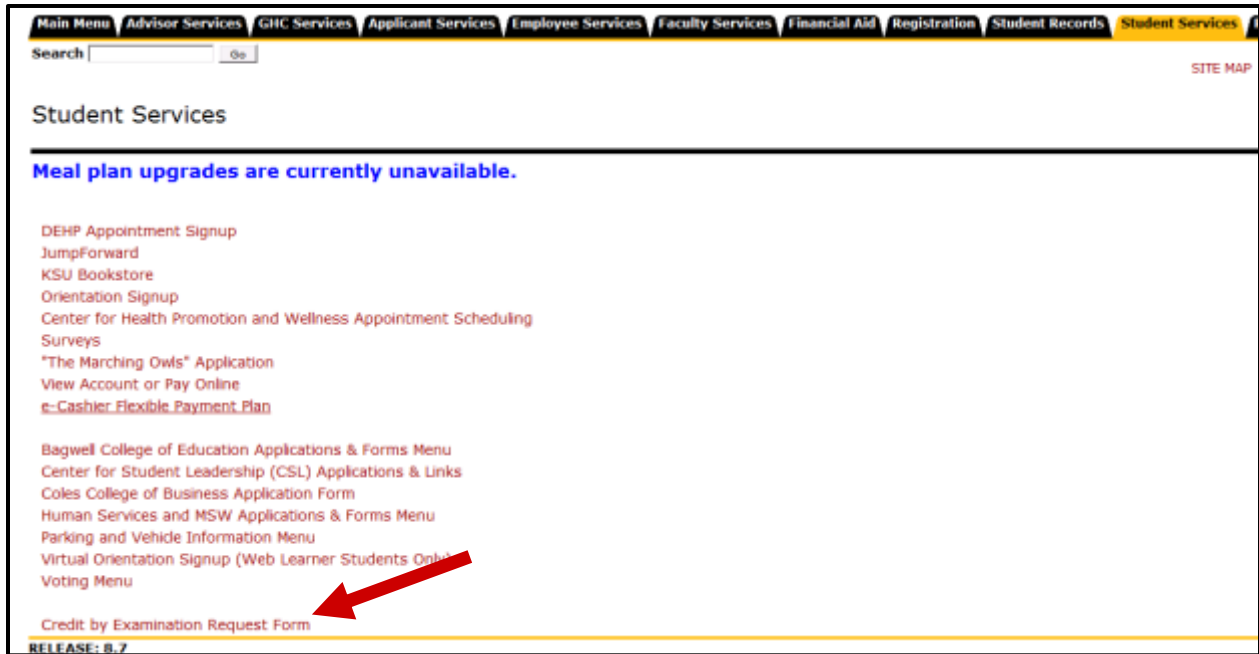 Main Menu Advisor Services GHC Services Applicant Services Employee Services Faculty Services Financial Aid Registration Student Records Student Services
Search Go
SITE MAP
Student Services
Meal plan upgrades are currently unavailable.
DEHP Appointment Signup
JumpForward
KSU Bookstore
Orientation Signup
Center for Health Promotion and Wellness Appointment Scheduling
Surveys
"The Marching Owls" Application
View Account or Pay Online
e-Cashier Flexible Payment Plan
Bagwell College of Education Applications & Forms Menu
Center for Student Leadership (CSL) Applications & Links
Coles College of Business Application Form
Human Services and MSW Applications & Forms Menu
Parking and Vehicle Information Menu
Virtual Orientation Signup (Web Learner Students Only)
Voting Menu
Credit by Examination Request Form
RELEASE: 8.7